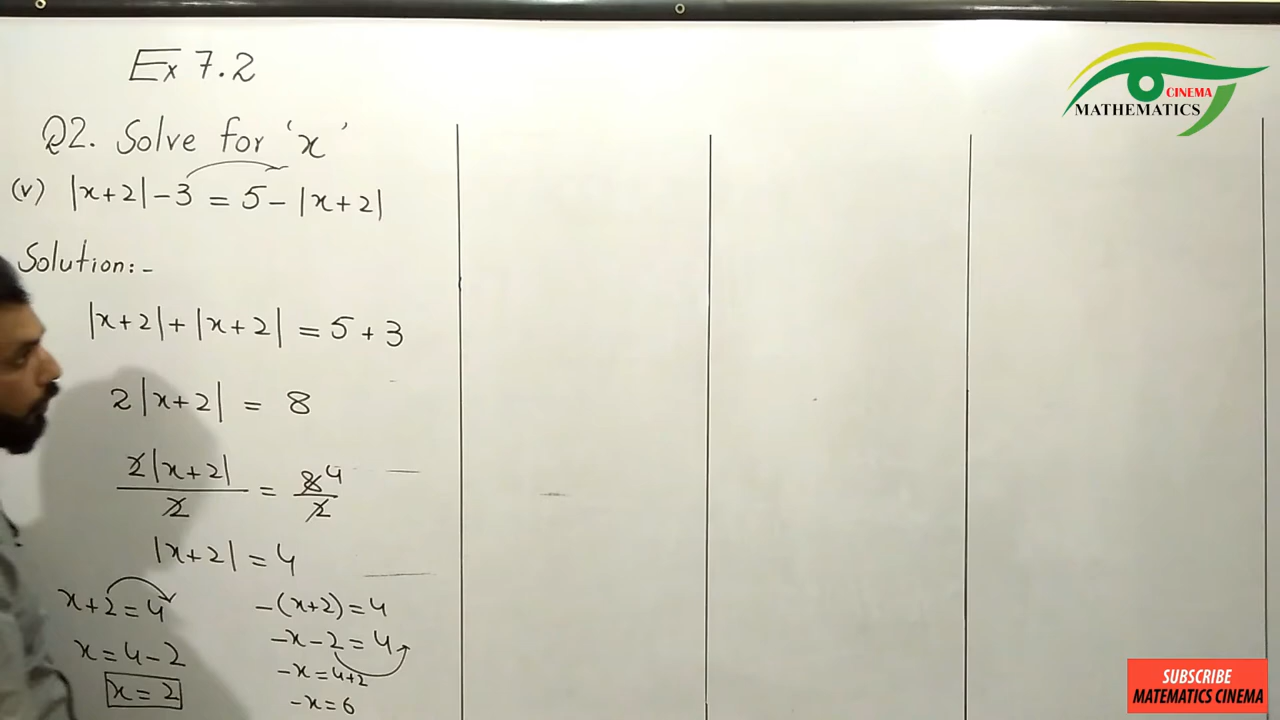 Ex 7.2
Q2. Solve for 'x'
(v) |x+2|-3 = 5-|x+2|
Solution:-
|x+2|+|x+2| = 5+3
2|x+2| = 8
2|x+2|/2 = 8/2 4
|x+2| = 4
x+2=4
x=4-2
x=2
-(x+2)=4
-x-2=4
-x=4+2
-x=6
CINEMA
MATHEMATICS
SUBSCRIBE
MATEMATICS CINEMA